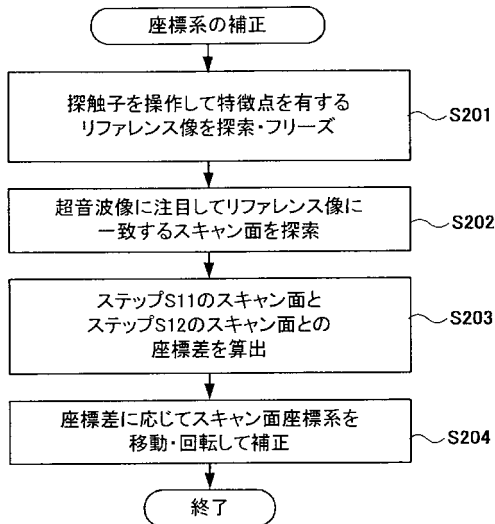 座標系の補正
探触子を操作して特徴点を有する
リファレンス像を探索・フリーズ
S201
超音波像に注目してリファレンス像に
一致するスキャン面を探索
S202
ステップS11のスキャン面と
ステップS12のスキャン面との
座標差を算出
S203
座標差に応じてスキャン面座標系を
移動・回転して補正
S204
終了